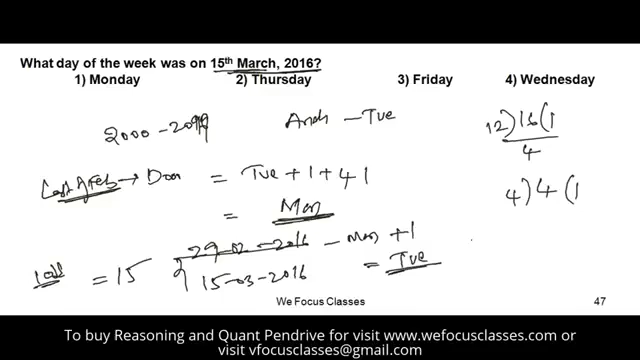 What day of the week was on 15th March, 2016?
1) Monday 2) Thursday 3) Friday 4) Wednesday
2000 - 2099 Anch - Tue 12) 16 (1
4
Last of Feb → Doom = Tue + 1 + 4 + 1 4) 4 (1
= Mon
29-02-2016 - Mon + 1
= 15 15-03-2016 = Tue
We Focus Classes 47
To buy Reasoning and Quant Pendrive for visit www.wefocusclasses.com or
visit vfocusclasses@gmail.com